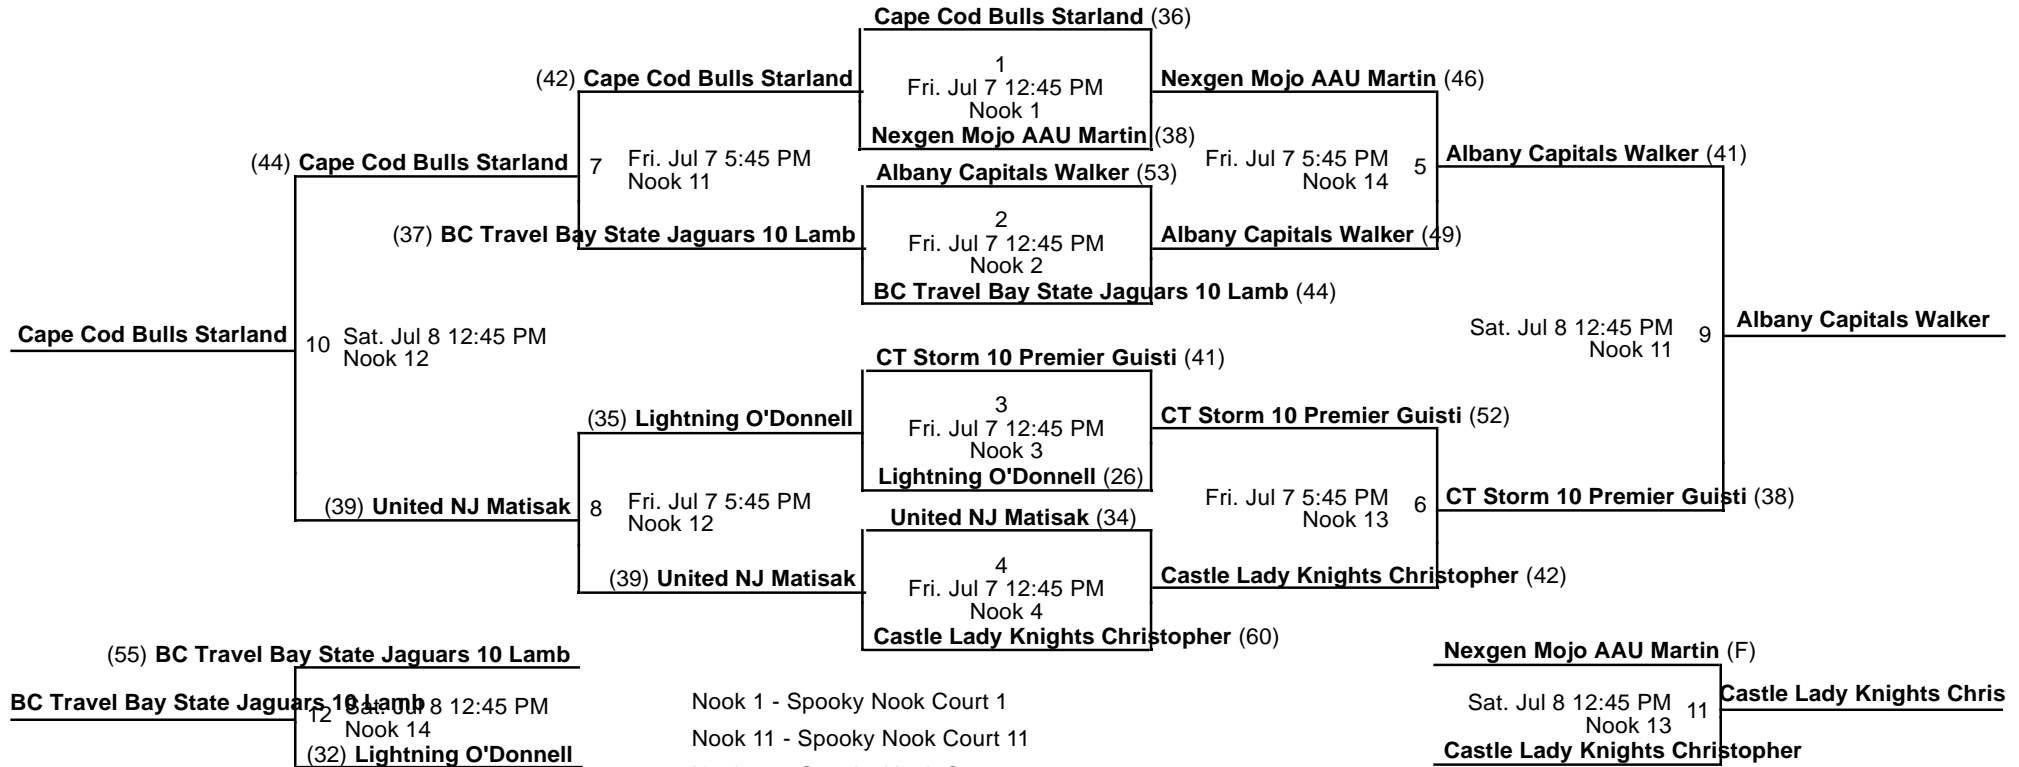 Cape Cod Bulls Starland (36)
1
Fri. Jul 7 12:45 PM
Nook 1
Nexgen Mojo AAU Martin (38)
(42) Cape Cod Bulls Starland
Nexgen Mojo AAU Martin (46)
(44) Cape Cod Bulls Starland
7 Fri. Jul 7 5:45 PM
Nook 11
Fri. Jul 7 5:45 PM 5
Nook 14
Albany Capitals Walker (41)
Albany Capitals Walker (53)
2
Fri. Jul 7 12:45 PM
Nook 2
BC Travel Bay State Jaguars 10 Lamb (44)
(37) BC Travel Bay State Jaguars 10 Lamb
Albany Capitals Walker (49)
Cape Cod Bulls Starland
10 Sat. Jul 8 12:45 PM
Nook 12
Sat. Jul 8 12:45 PM 9
Nook 11
Albany Capitals Walker
CT Storm 10 Premier Guisti (41)
3
Fri. Jul 7 12:45 PM
Nook 3
Lightning O'Donnell (26)
(35) Lightning O'Donnell
CT Storm 10 Premier Guisti (52)
(39) United NJ Matisak
8 Fri. Jul 7 5:45 PM
Nook 12
Fri. Jul 7 5:45 PM 6
Nook 13
CT Storm 10 Premier Guisti (38)
United NJ Matisak (34)
4
Fri. Jul 7 12:45 PM
Nook 4
Castle Lady Knights Christopher (60)
(39) United NJ Matisak
Castle Lady Knights Christopher (42)
(55) BC Travel Bay State Jaguars 10 Lamb
BC Travel Bay State Jaguars 10 Lamb
12 Sat. Jul 8 12:45 PM
Nook 14
(32) Lightning O'Donnell
Nook 1 - Spooky Nook Court 1
Nook 11 - Spooky Nook Court 11
Nexgen Mojo AAU Martin (F)
Sat. Jul 8 12:45 PM 11
Nook 13
Castle Lady Knights Chris
Castle Lady Knights Christopher